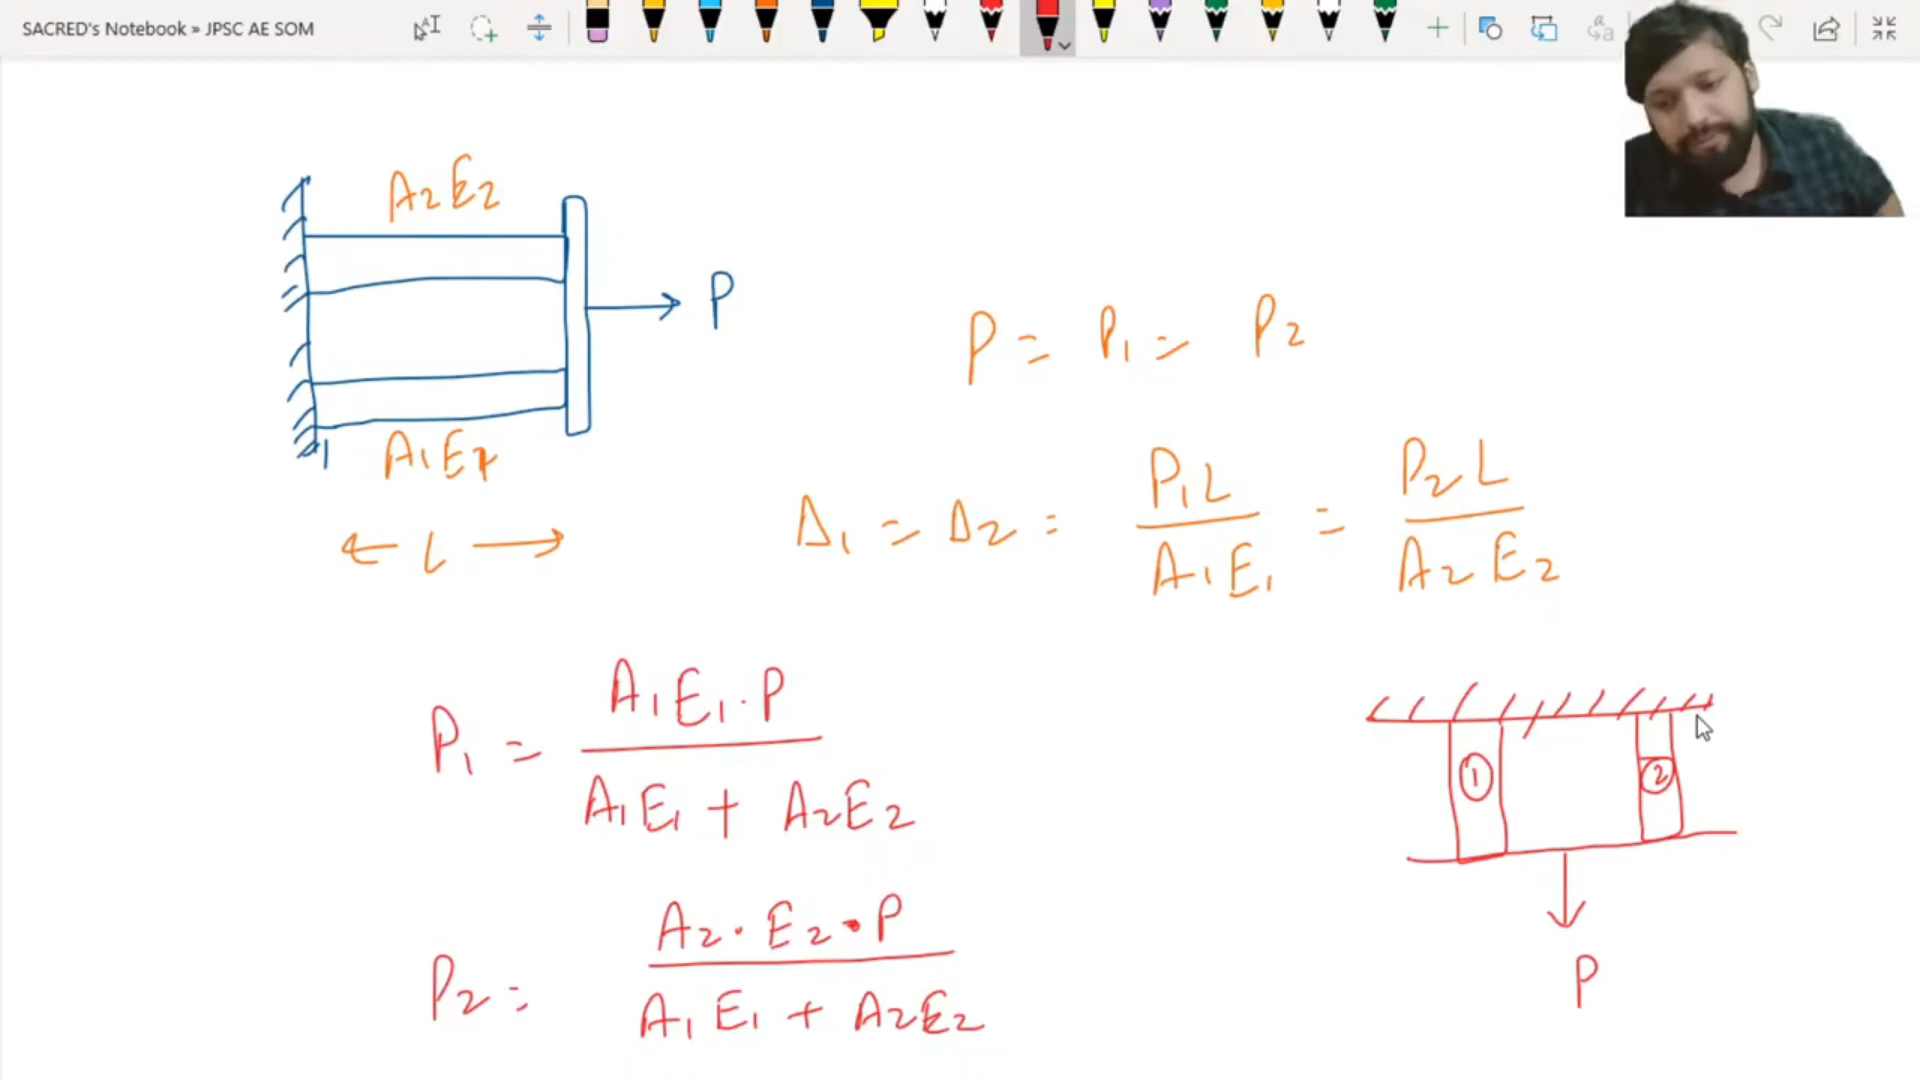 SACRED's Notebook » JPSC AE SOM
A2E2
P
P = P1 = P2
A1E1
L
Δ1 = Δ2 = P1L / A1E1 = P2L / A2E2
P1 = A1E1·P / A1E1 + A2E2
1 2
P2 = A2·E2·P / A1E1 + A2E2
P